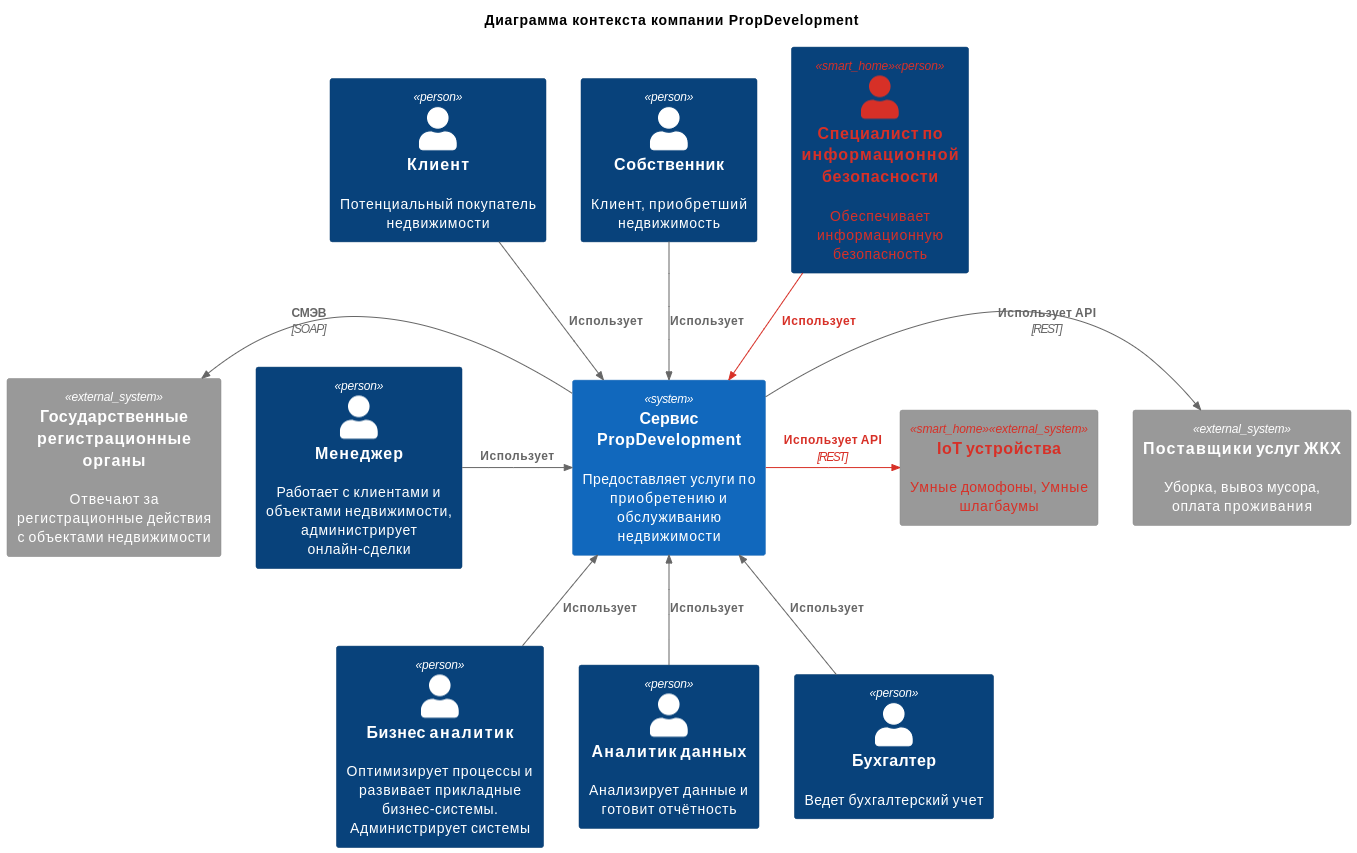 Диаграмма контекста компании PropDevelopment
«person»
Клиент
Потенциальный покупатель
недвижимости
«person»
Собственник
Клиент, приобретший
недвижимость
«smart_home»«person»
Специалист по
информационной
безопасности
Обеспечивает
информационную
безопасность
СМЭВ
[SOAP]
Использует
Использует
Использует
Использует API
[REST]
«external_system»
Государственные
регистрационные
органы
Отвечают за
регистрационные действия
с объектами недвижимости
«person»
Менеджер
Работает с клиентами и
объектами недвижимости,
администрирует
онлайн-сделки
Использует
«system»
Сервис
PropDevelopment
Предоставляет услуги по
приобретению и
обслуживанию
недвижимости
Использует API
[REST]
«smart_home»«external_system»
IoT устройства
Умные домофоны, Умные
шлагбаумы
«external_system»
Поставщики услуг ЖКХ
Уборка, вывоз мусора,
оплата проживания
Использует
Использует
Использует
«person»
Бизнес аналитик
Оптимизирует процессы и
развивает прикладные
бизнес-системы.
Администрирует системы
«person»
Аналитик данных
Анализирует данные и
готовит отчётность
«person»
Бухгалтер
Ведет бухгалтерский учет